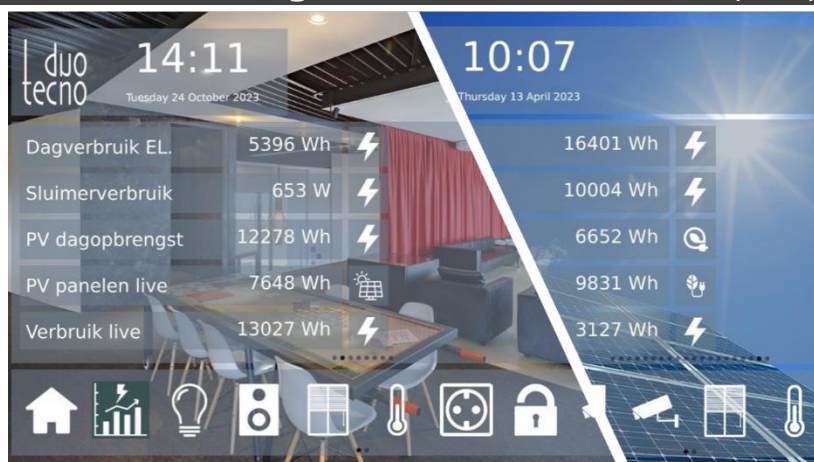 duo
tecno
14:11
Tuesday 24 October 2023
10:07
Thursday 13 April 2023
Dagverbruik EL. 5396 Wh 16401 Wh
Sluimerverbruik 653 W 10004 Wh
PV dagopbrengst 12278 Wh 6652 Wh
PV panelen live 7648 Wh 9831 Wh
Verbruik live 13027 Wh 3127 Wh